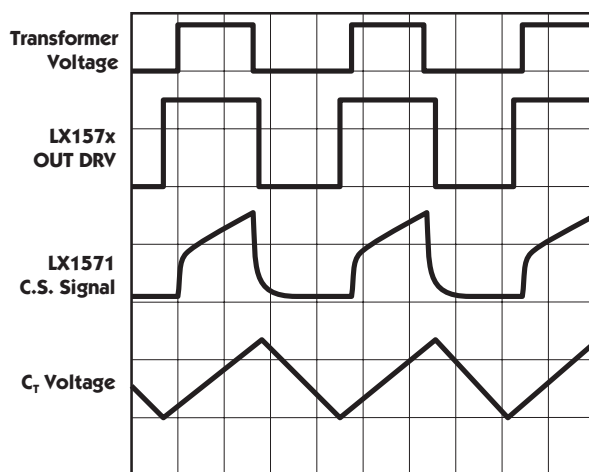 Transformer
Voltage
LX157x
OUT DRV
LX1571
C.S. Signal
CT Voltage